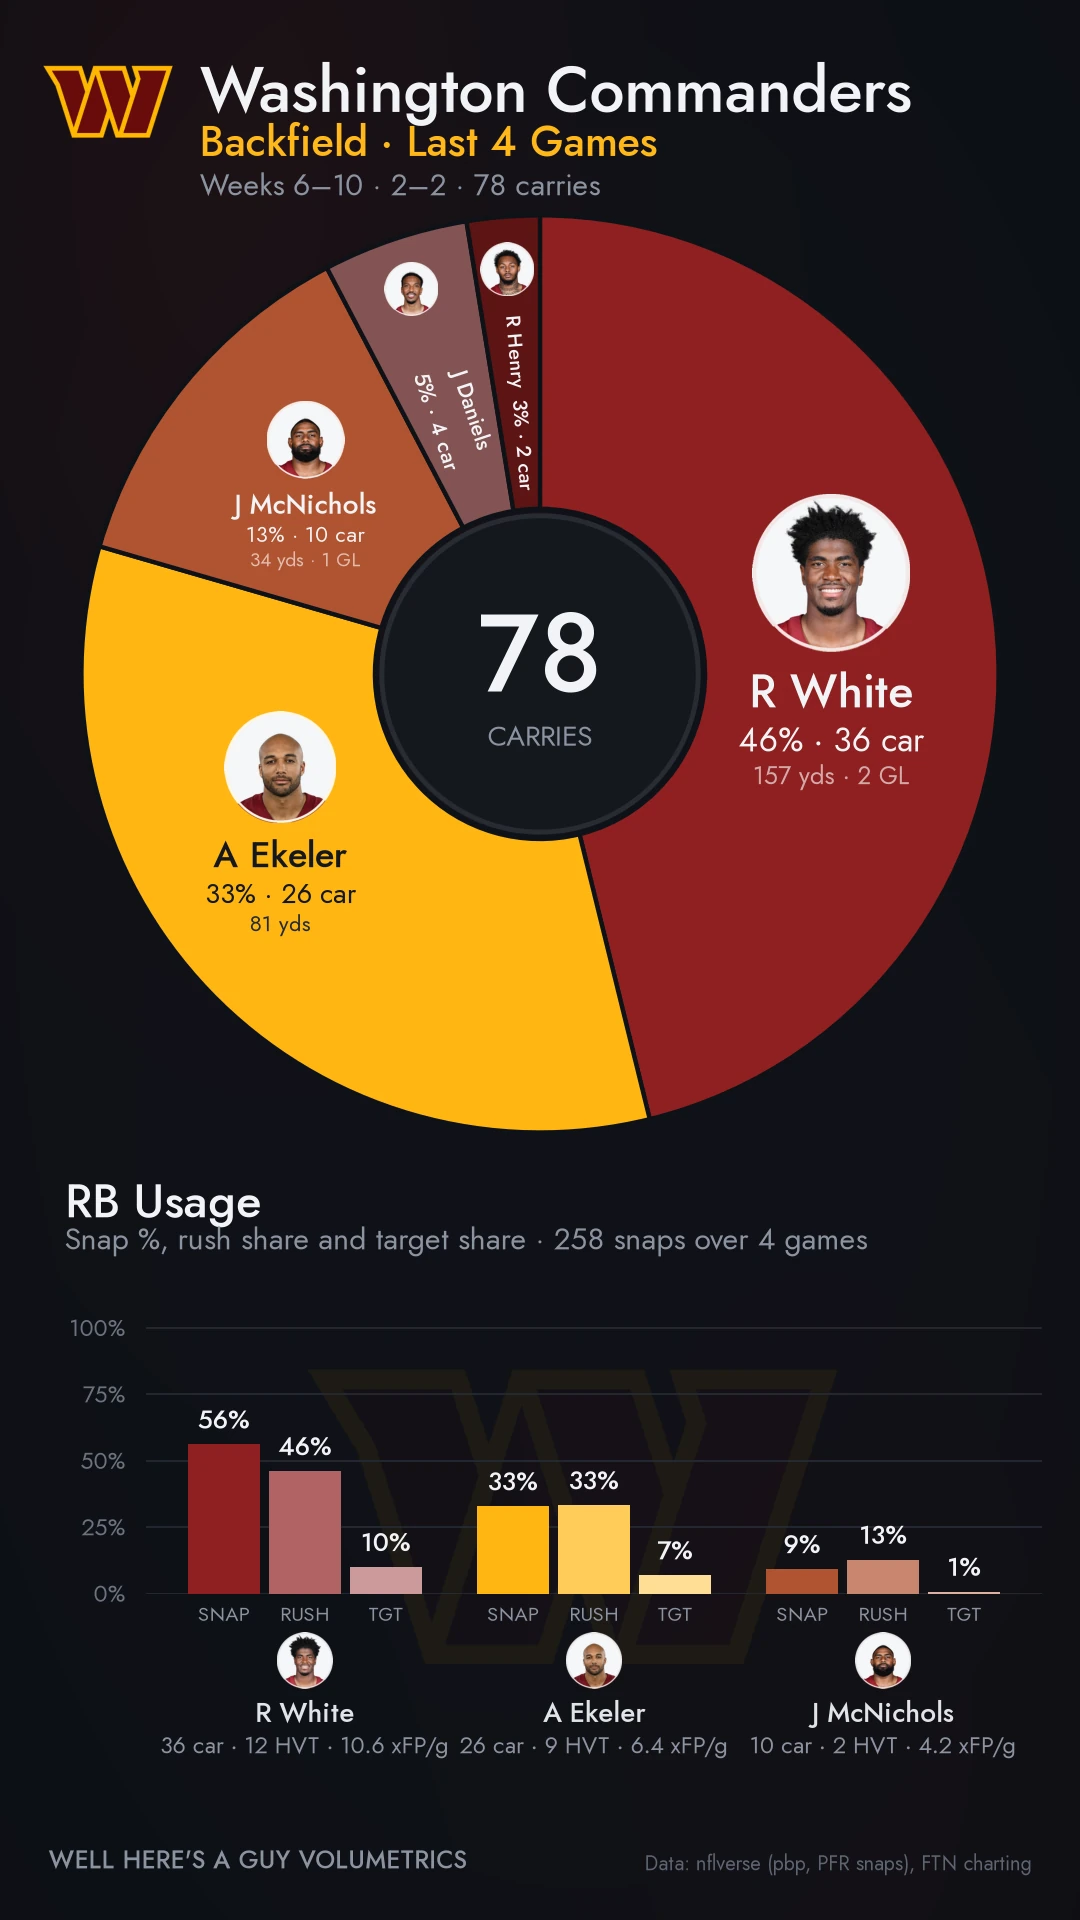 Washington Commanders
Backfield · Last 4 Games
Weeks 6–10 · 2–2 · 78 carries
R Henry 3% · 2 car
J Daniels
5% · 4 car
J McNichols
13% · 10 car
34 yds · 1 GL
78
CARRIES
R White
46% · 36 car
157 yds · 2 GL
A Ekeler
33% · 26 car
81 yds
RB Usage
Snap %, rush share and target share · 258 snaps over 4 games
100%
75%
50%
25%
0%
56%
46%
10%
33%
33%
7%
9%
13%
1%
SNAP RUSH TGT SNAP RUSH TGT SNAP RUSH TGT
R White A Ekeler J McNichols
36 car · 12 HVT · 10.6 xFP/g 26 car · 9 HVT · 6.4 xFP/g 10 car · 2 HVT · 4.2 xFP/g
WELL HERE'S A GUY VOLUMETRICS
Data: nflverse (pbp, PFR snaps), FTN charting